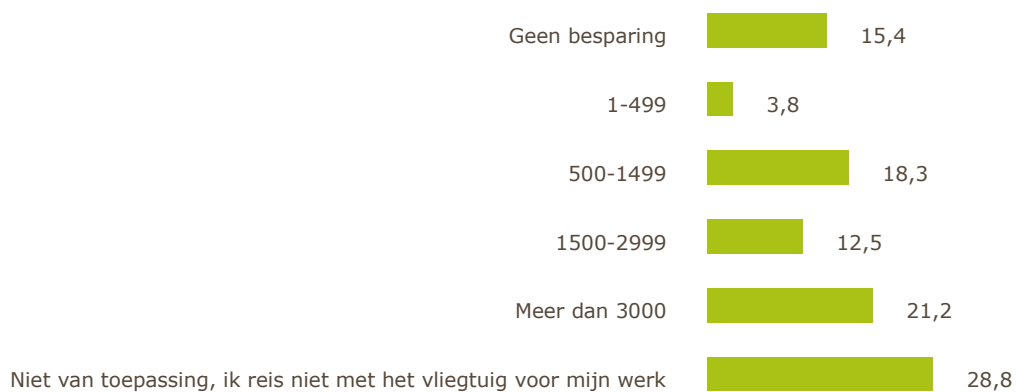 Geen besparing 15,4
1-499 3,8
500-1499 18,3
1500-2999 12,5
Meer dan 3000 21,2
Niet van toepassing, ik reis niet met het vliegtuig voor mijn werk 28,8